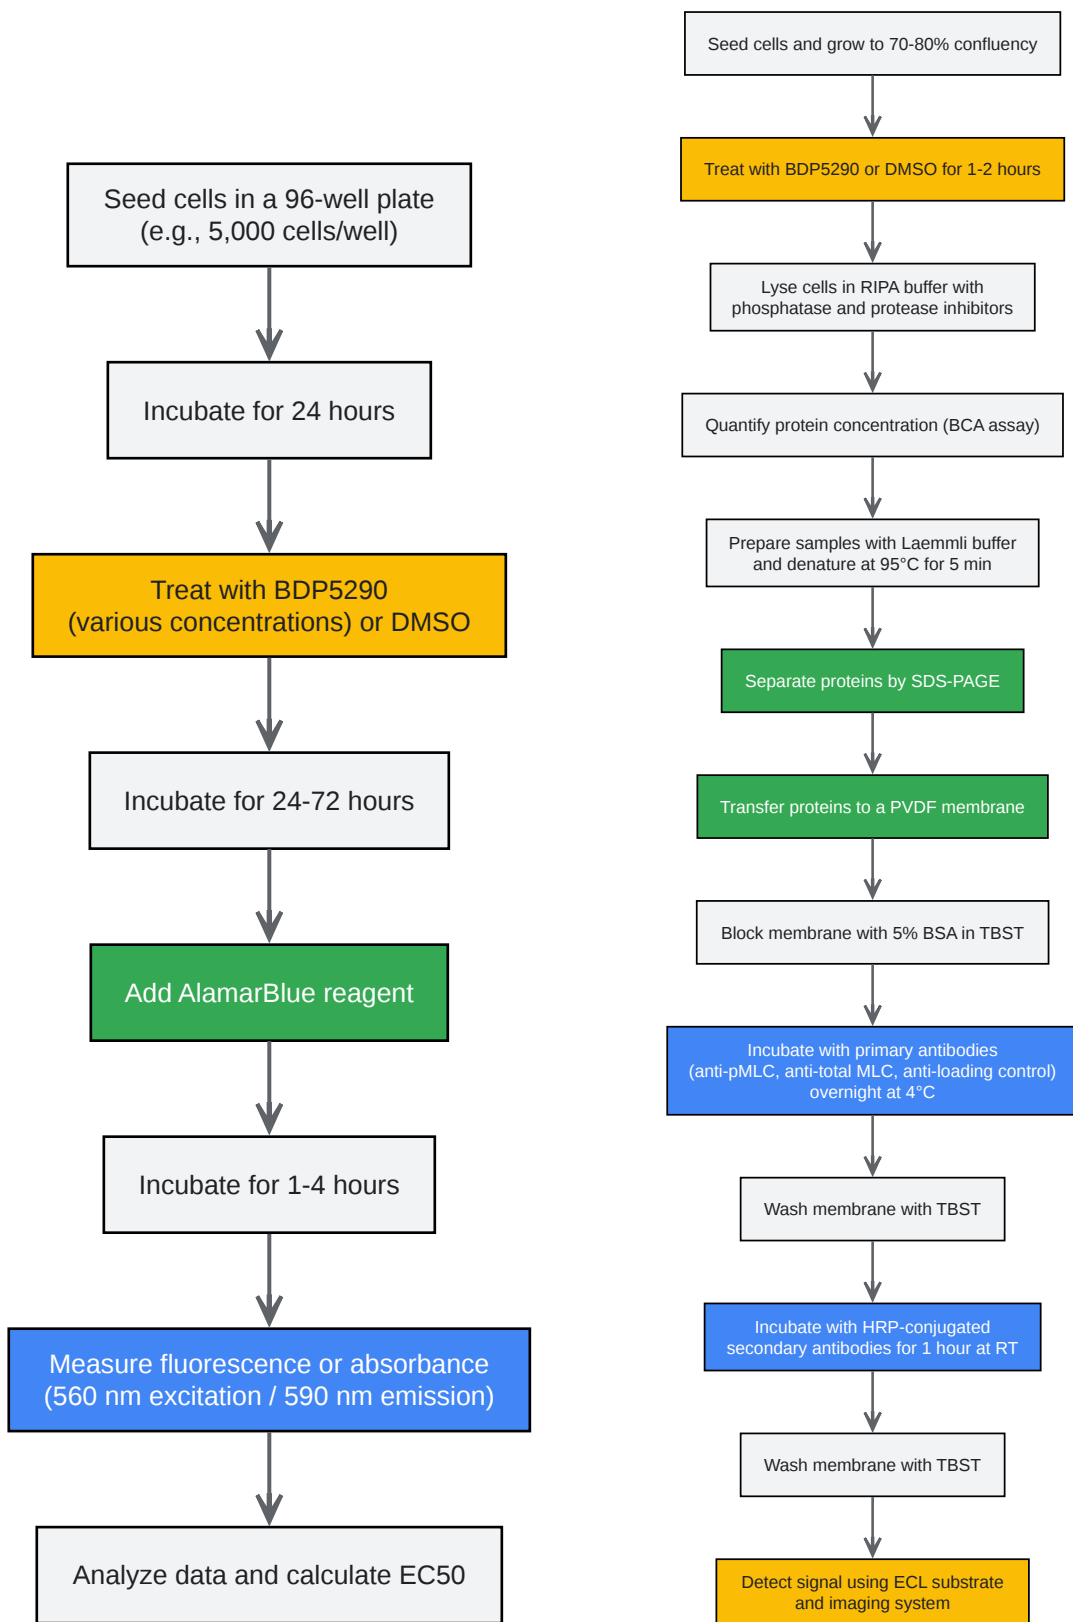 Seed cells in a 96-well plate
(e.g., 5,000 cells/well)
Incubate for 24 hours
Treat with BDP5290
(various concentrations) or DMSO
Incubate for 24-72 hours
Add AlamarBlue reagent
Incubate for 1-4 hours
Measure fluorescence or absorbance
(560 nm excitation / 590 nm emission)
Analyze data and calculate EC50
Seed cells and grow to 70-80% confluency
Treat with BDP5290 or DMSO for 1-2 hours
Lyse cells in RIPA buffer with
phosphatase and protease inhibitors
Quantify protein concentration (BCA assay)
Prepare samples with Laemmli buffer
and denature at 95°C for 5 min
Separate proteins by SDS-PAGE
Transfer proteins to a PVDF membrane
Block membrane with 5% BSA in TBST
Incubate with primary antibodies
(anti-pMLC, anti-total MLC, anti-loading control)
overnight at 4°C
Wash membrane with TBST
Incubate with HRP-conjugated
secondary antibodies for 1 hour at RT
Wash membrane with TBST
Detect signal using ECL substrate
and imaging system